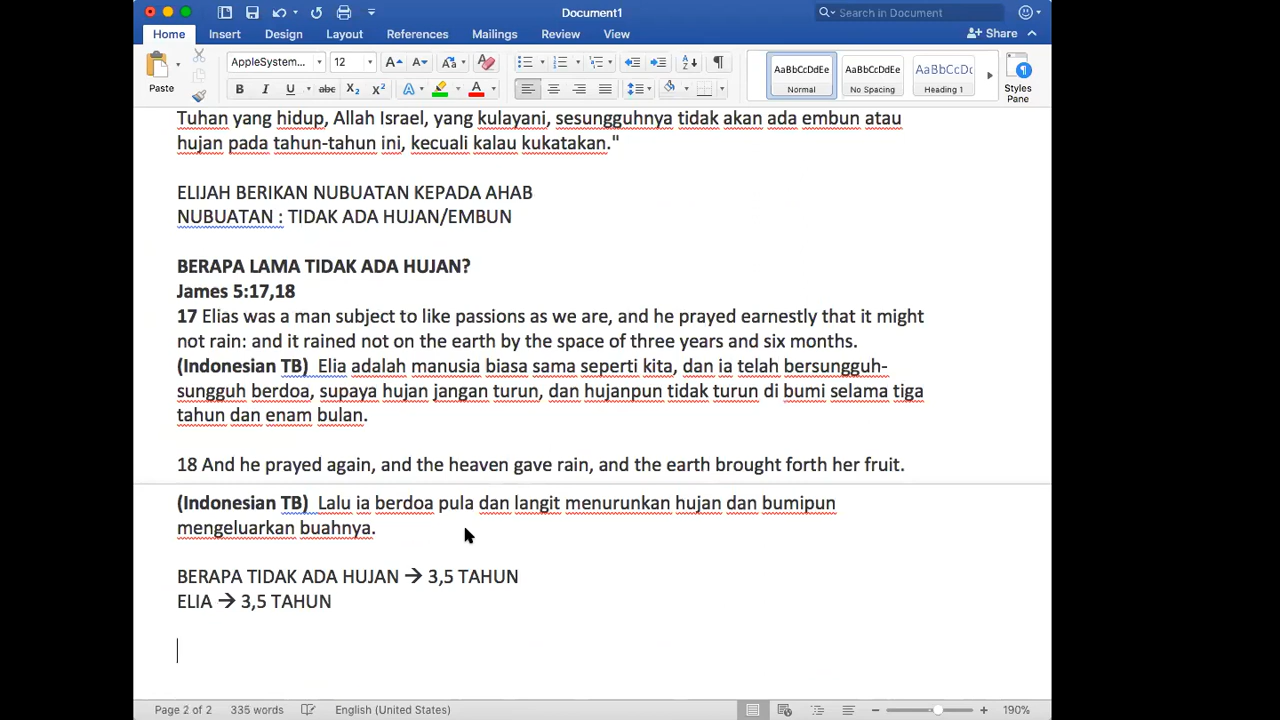 Document1
Search in Document
Home Insert Design Layout References Mailings Review View Share
Paste
AppleSystem... 12
AaBbCcDdEe AaBbCcDdEe AaBbCcDc
Normal No Spacing Heading 1
Styles
Pane
Tuhan yang hidup, Allah Israel, yang kulayani, sesungguhnya tidak akan ada embun atau
hujan pada tahun-tahun ini, kecuali kalau kukatakan."
ELIJAH BERIKAN NUBUATAN KEPADA AHAB
NUBUATAN : TIDAK ADA HUJAN/EMBUN
BERAPA LAMA TIDAK ADA HUJAN?
James 5:17,18
17 Elias was a man subject to like passions as we are, and he prayed earnestly that it might
not rain: and it rained not on the earth by the space of three years and six months.
(Indonesian TB) Elia adalah manusia biasa sama seperti kita, dan ia telah bersungguh-
sungguh berdoa, supaya hujan jangan turun, dan hujanpun tidak turun di bumi selama tiga
tahun dan enam bulan.
18 And he prayed again, and the heaven gave rain, and the earth brought forth her fruit.
(Indonesian TB) Lalu ia berdoa pula dan langit menurunkan hujan dan bumipun
mengeluarkan buahnya.
BERAPA TIDAK ADA HUJAN → 3,5 TAHUN
ELIA → 3,5 TAHUN
Page 2 of 2 335 words English (United States) 190%